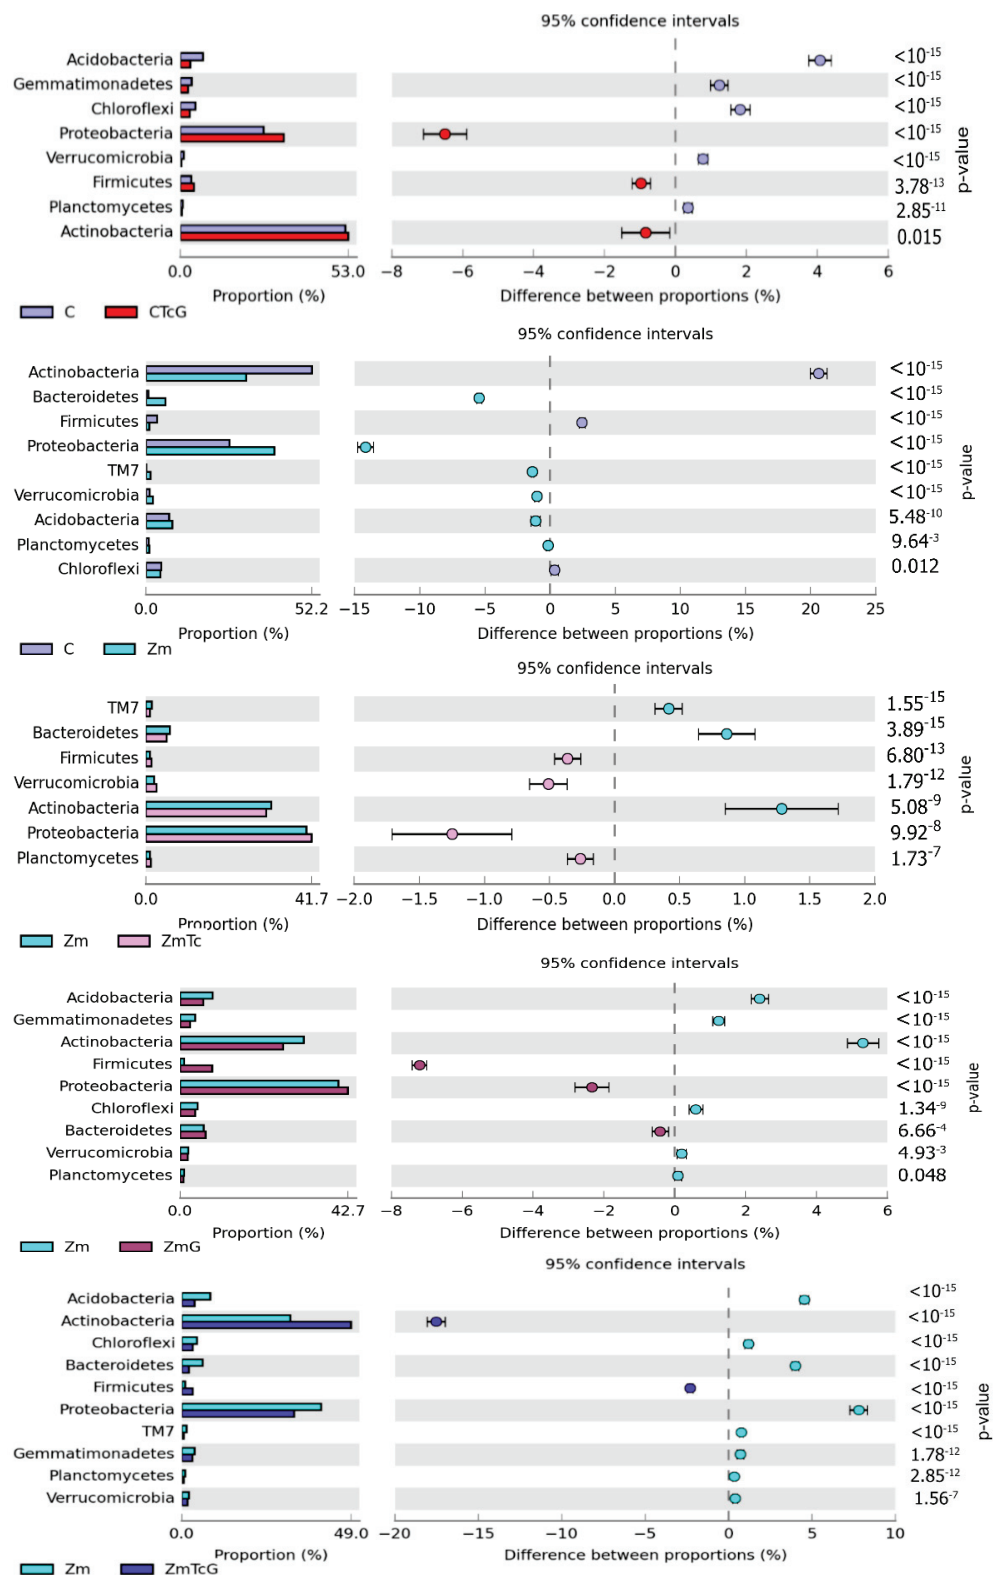 95% confidence intervals
Acidobacteria <10-15
Gemmatimonadetes <10-15
Chloroflexi <10-15
Proteobacteria <10-15
Verrucomicrobia <10-15
Firmicutes 3.78-13
Planctomycetes 2.85-11
Actinobacteria 0.015
p-value
0.0 53.0 −8 −6 −4 −2 0 2 4 6
Proportion (%) Difference between proportions (%)
C CTcG
95% confidence intervals
Actinobacteria <10-15
Bacteroidetes <10-15
Firmicutes <10-15
Proteobacteria <10-15
TM7 <10-15
Verrucomicrobia <10-15
Acidobacteria 5.48-10
Planctomycetes 9.64-3
Chloroflexi 0.012
p-value
0.0 52.2 −15 −10 −5 0 5 10 15 20 25
Proportion (%) Difference between proportions (%)
C Zm
95% confidence intervals
TM7 1.55-15
Bacteroidetes 3.89-15
Firmicutes 6.80-13
Verrucomicrobia 1.79-12
Actinobacteria 5.08-9
Proteobacteria 9.92-8
Planctomycetes 1.73-7
p-value
0.0 41.7 −2.0 −1.5 −1.0 −0.5 0.0 0.5 1.0 1.5 2.0
Proportion (%) Difference between proportions (%)
Zm ZmTc
95% confidence intervals
Acidobacteria <10-15
Gemmatimonadetes <10-15
Actinobacteria <10-15
Firmicutes <10-15
Proteobacteria <10-15
Chloroflexi 1.34-9
Bacteroidetes 6.66-4
Verrucomicrobia 4.93-3
Planctomycetes 0.048
p-value
0.0 42.7 −8 −6 −4 −2 0 2 4 6
Proportion (%) Difference between proportions (%)
Zm ZmG
95% confidence intervals
Acidobacteria <10-15
Actinobacteria <10-15
Chloroflexi <10-15
Bacteroidetes <10-15
Firmicutes <10-15
Proteobacteria <10-15
TM7 <10-15
Gemmatimonadetes 1.78-12
Planctomycetes 2.85-12
Verrucomicrobia 1.56-7
p-value
0.0 49.0 −20 −15 −10 −5 0 5 10
Proportion (%) Difference between proportions (%)
Zm ZmTcG